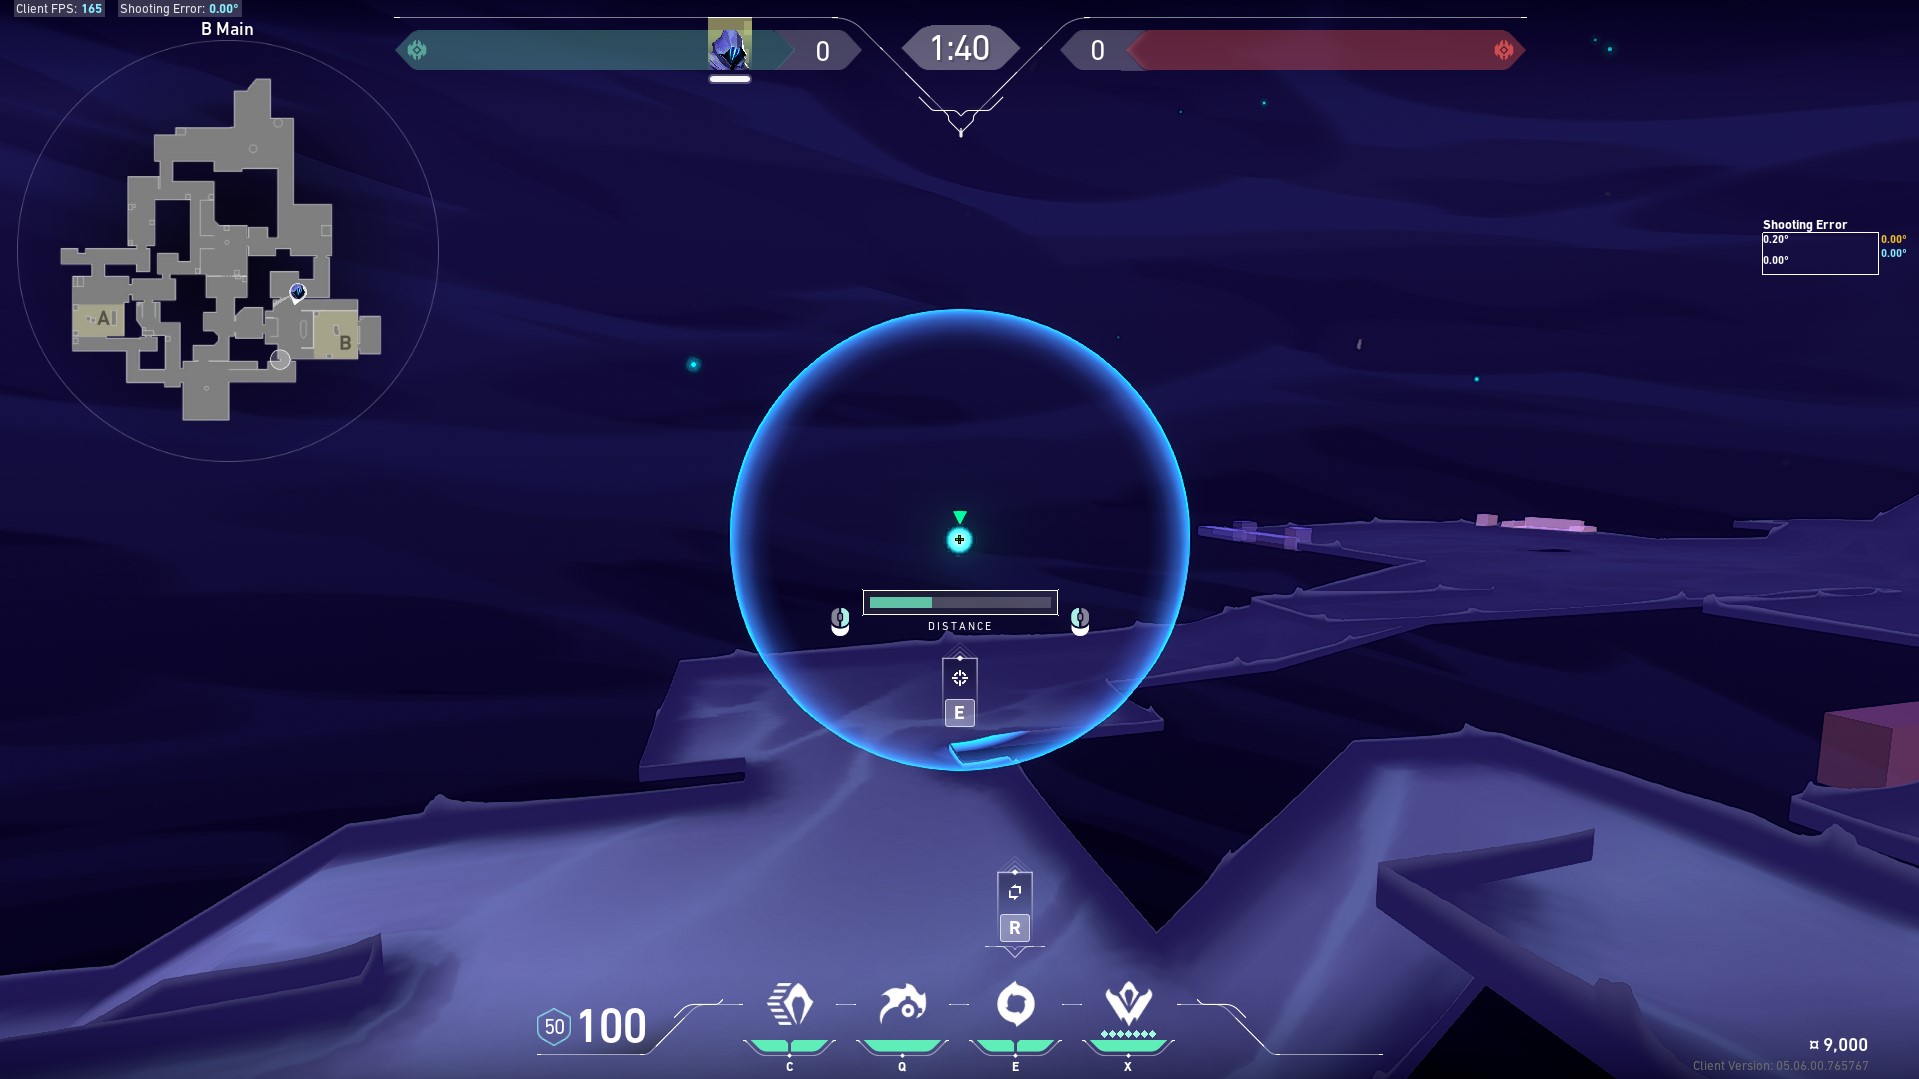 Client FPS: 165 Shooting Error: 0.00°
B Main
0 1:40 0
Shooting Error
0.20° 0.00°
0.00° 0.00°
A
B
DISTANCE
E
R
50 100
C Q E X
¤ 9,000
Client Version: 05.06.00.765767